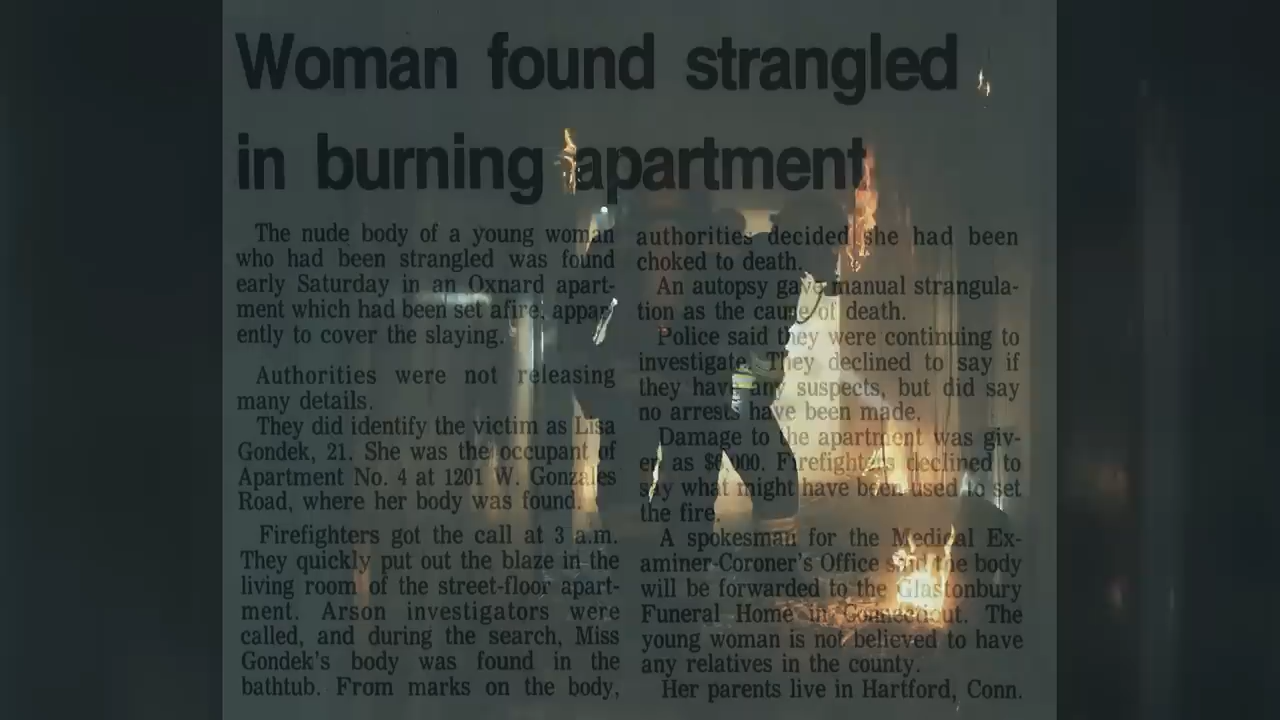 Woman found strangled
in burning apartment
The nude body of a young woman
who had been strangled was found
early Saturday in an Oxnard apart-
ment which had been set afire, appar
ently to cover the slaying.
Authorities were not releasing
many details.
They did identify the victim as Lisa
Gondek, 21. She was the occupant of
Apartment No. 4 at 1201 W. Gonzales
Road, where her body was found.
Firefighters got the call at 3 a.m.
They quickly put out the blaze in the
living room of the street-floor apart-
ment. Arson investigators were
called, and during the search, Miss
Gondek's body was found in the
bathtub. From marks on the body,
authorities decided she had been
choked to death.
An autopsy gave manual strangula-
tion as the cause of death.
Police said they were continuing to
investigate. They declined to say if
they have any suspects, but did say
no arrests have been made.
Damage to the apartment was giv-
en as $6,000. Firefighters declined to
say what might have been used to set
the fire.
A spokesman for the Medical Ex-
aminer-Coroner's Office said the body
will be forwarded to the Glastonbury
Funeral Home in Connecticut. The
young woman is not believed to have
any relatives in the county.
Her parents live in Hartford, Conn.